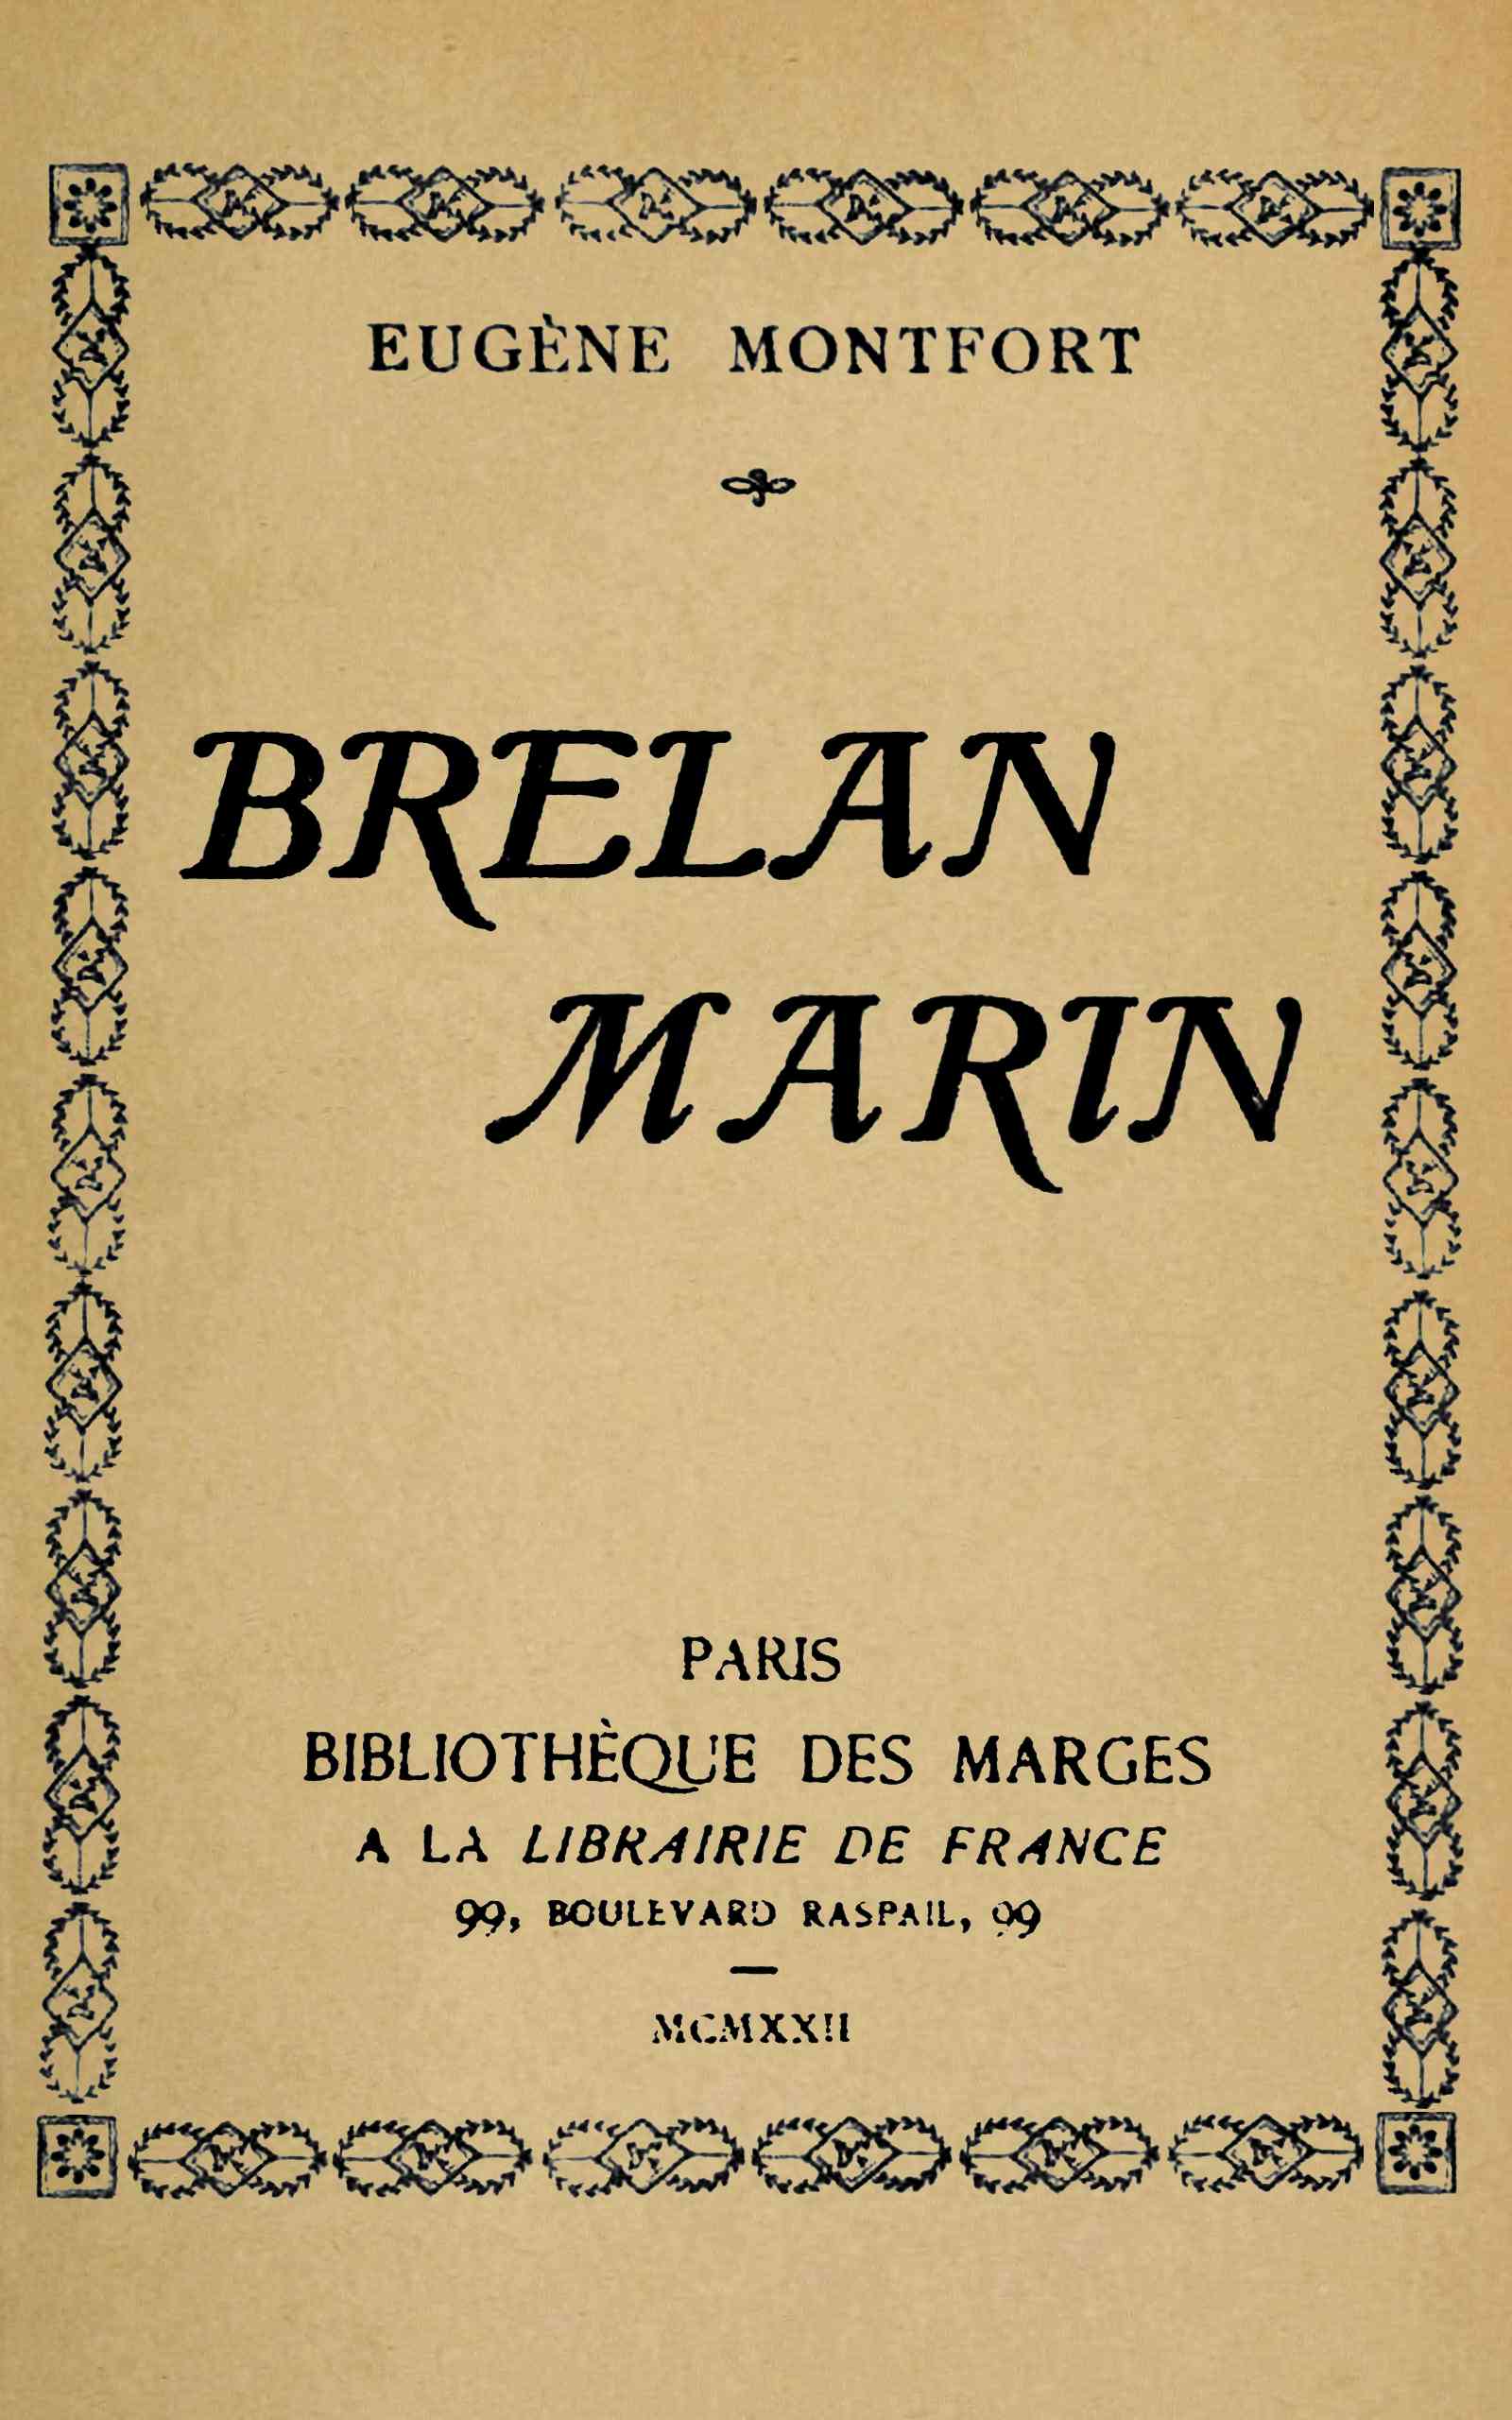 EUGÈNE MONTFORT
BRELAN
MARIN
PARIS
BIBLIOTHÈQUE DES MARGES
A LA LIBRAIRIE DE FRANCE
99, BOULEVARD RASPAIL, 99
MCMXXII